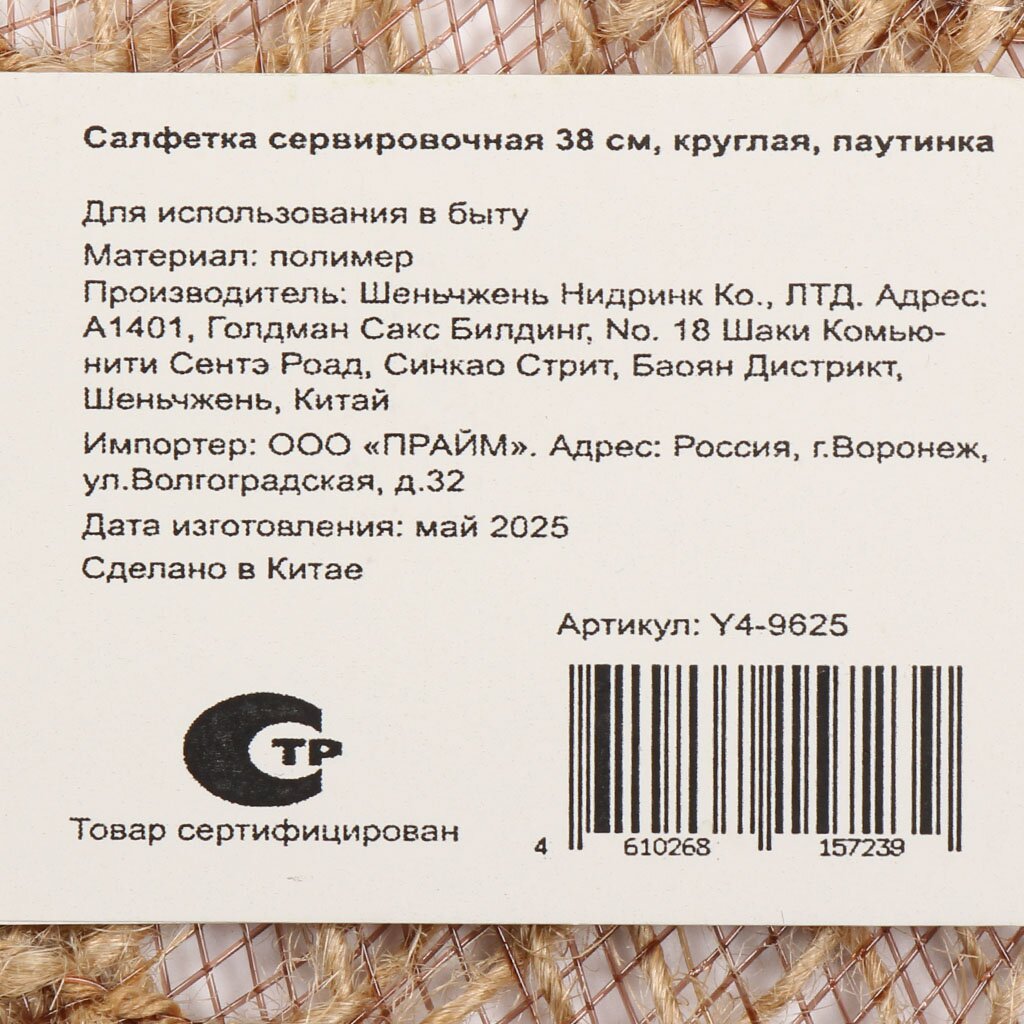 Салфетка сервировочная 38 см, круглая, паутинка
Для использования в быту
Материал: полимер
Производитель: Шеньчжень Нидринк Ко., ЛТД. Адрес:
А1401, Голдман Сакс Билдинг, No. 18 Шаки Комью-
нити Сентэ Роад, Синкао Стрит, Баоян Дистрикт,
Шеньчжень, Китай
Импортер: ООО «ПРАЙМ». Адрес: Россия, г.Воронеж,
ул.Волгоградская, д.32
Дата изготовления: май 2025
Сделано в Китае
Артикул: Y4-9625
СТР
Товар сертифицирован
4 610268 157239